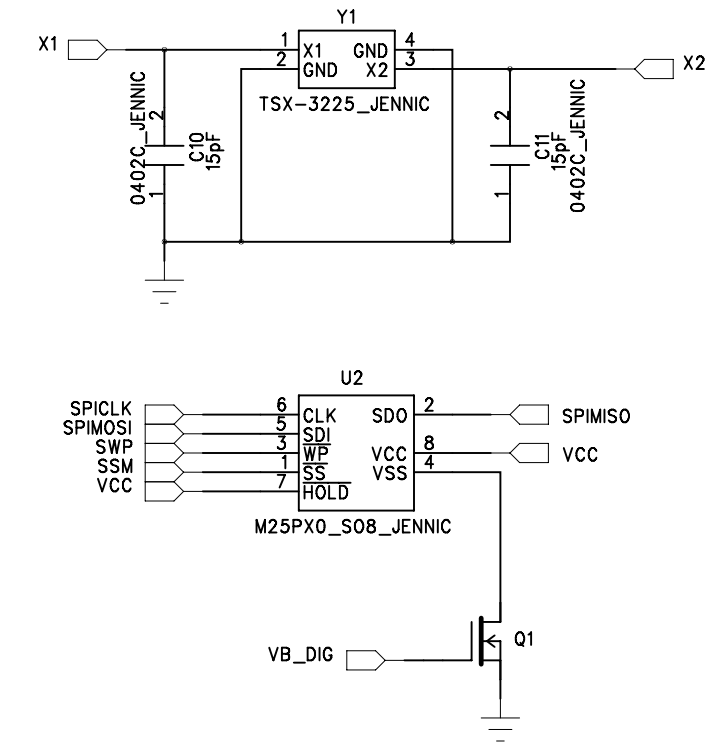 Y1
X1
1 X1 GND 4
2 GND X2 3
X2
TSX-3225_JENNIC
0402C_JENNIC
2
1
C10
15pF
2
1
C11
15pF
0402C_JENNIC
U2
SPICLK 6 CLK SDO 2 SPIMISO
SPIMOSI 5 SDI
SWP 3 WP VCC 8 VCC
SSM 1 SS VSS 4
VCC 7 HOLD
M25PX0_SO8_JENNIC
Q1
VB_DIG